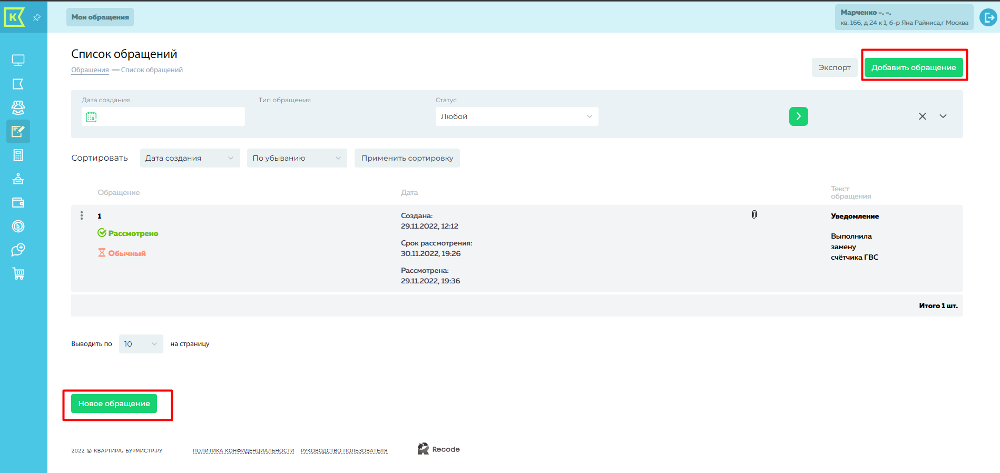 К
Мои обращения
Марченко -. -.
кв. 166, д 24 к 1, б-р Яна Райниса,г Москва
Список обращений
Обращения — Список обращений
Экспорт
Добавить обращение
Дата создания
Тип обращения
Статус
Любой
Сортировать
Дата создания
По убыванию
Применить сортировку
Обращение
Дата
Текст
обращения
1
Рассмотрено
Обычный
Создана:
29.11.2022, 12:12
Срок рассмотрения:
30.11.2022, 19:26
Рассмотрена:
29.11.2022, 19:36
Уведомление
Выполнила
замену
счётчика ГВС
Итого 1 шт.
Выводить по 10 на страницу
Новое обращение
2022 © КВАРТИРА. БУРМИСТР.РУ
ПОЛИТИКА КОНФИДЕНЦИАЛЬНОСТИ
РУКОВОДСТВО ПОЛЬЗОВАТЕЛЯ
Recode